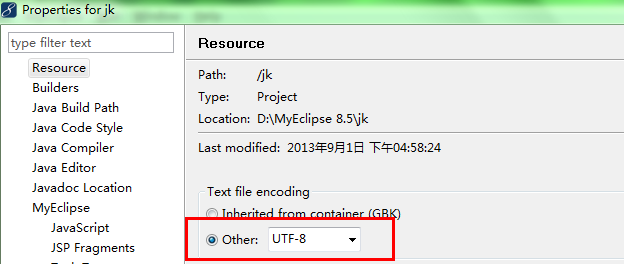 Properties for jk
type filter text
Resource
Builders
Java Build Path
Java Code Style
Java Compiler
Java Editor
Javadoc Location
MyEclipse
JavaScript
JSP Fragments
Resource
Path: /jk
Type: Project
Location: D:\MyEclipse 8.5\jk
Last modified: 2013年9月1日 下午04:58:24
Text file encoding
Inherited from container (GBK)
Other: UTF-8